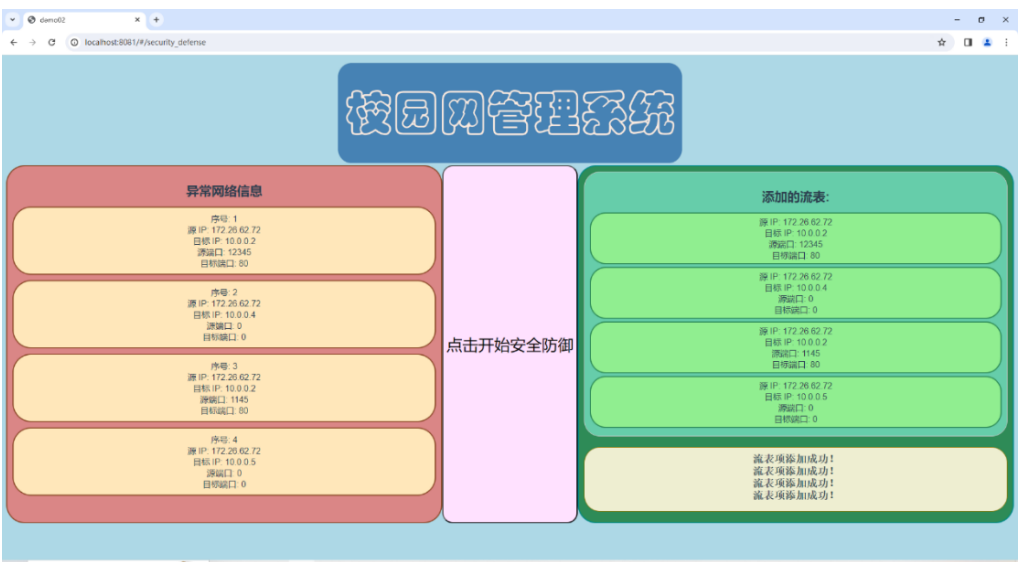 demo02
localhost:8081/#/security_defense
校园网管理系统
异常网络信息
序号: 1
源 IP: 172.26.62.72
目标 IP: 10.0.0.2
源端口: 12345
目标端口: 80
序号: 2
源 IP: 172.26.62.72
目标 IP: 10.0.0.4
源端口: 0
目标端口: 0
序号: 3
源 IP: 172.26.62.72
目标 IP: 10.0.0.2
源端口: 1145
目标端口: 80
序号: 4
源 IP: 172.26.62.72
目标 IP: 10.0.0.5
源端口: 0
目标端口: 0
点击开始安全防御
添加的流表:
源 IP: 172.26.62.72
目标 IP: 10.0.0.2
源端口: 12345
目标端口: 80
源 IP: 172.26.62.72
目标 IP: 10.0.0.4
源端口: 0
目标端口: 0
源 IP: 172.26.62.72
目标 IP: 10.0.0.2
源端口: 1145
目标端口: 80
源 IP: 172.26.62.72
目标 IP: 10.0.0.5
源端口: 0
目标端口: 0
流表项添加成功！
流表项添加成功！
流表项添加成功！
流表项添加成功！